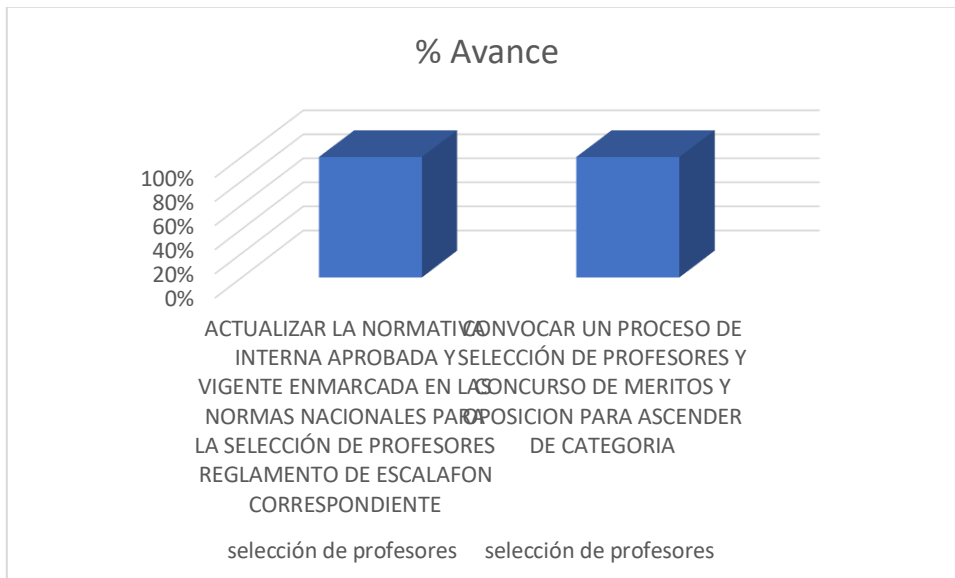 % Avance
100%
80%
60%
40%
20%
0%
ACTUALIZAR LA NORMATIVA
INTERNA APROBADA Y
VIGENTE ENMARCADA EN LAS
NORMAS NACIONALES PARA
LA SELECCIÓN DE PROFESORES
REGLAMENTO DE ESCALAFON
CORRESPONDIENTE
CONVOCAR UN PROCESO DE
SELECCIÓN DE PROFESORES Y
CONCURSO DE MERITOS Y
OPOSICION PARA ASCENDER
DE CATEGORIA
selección de profesores
selección de profesores